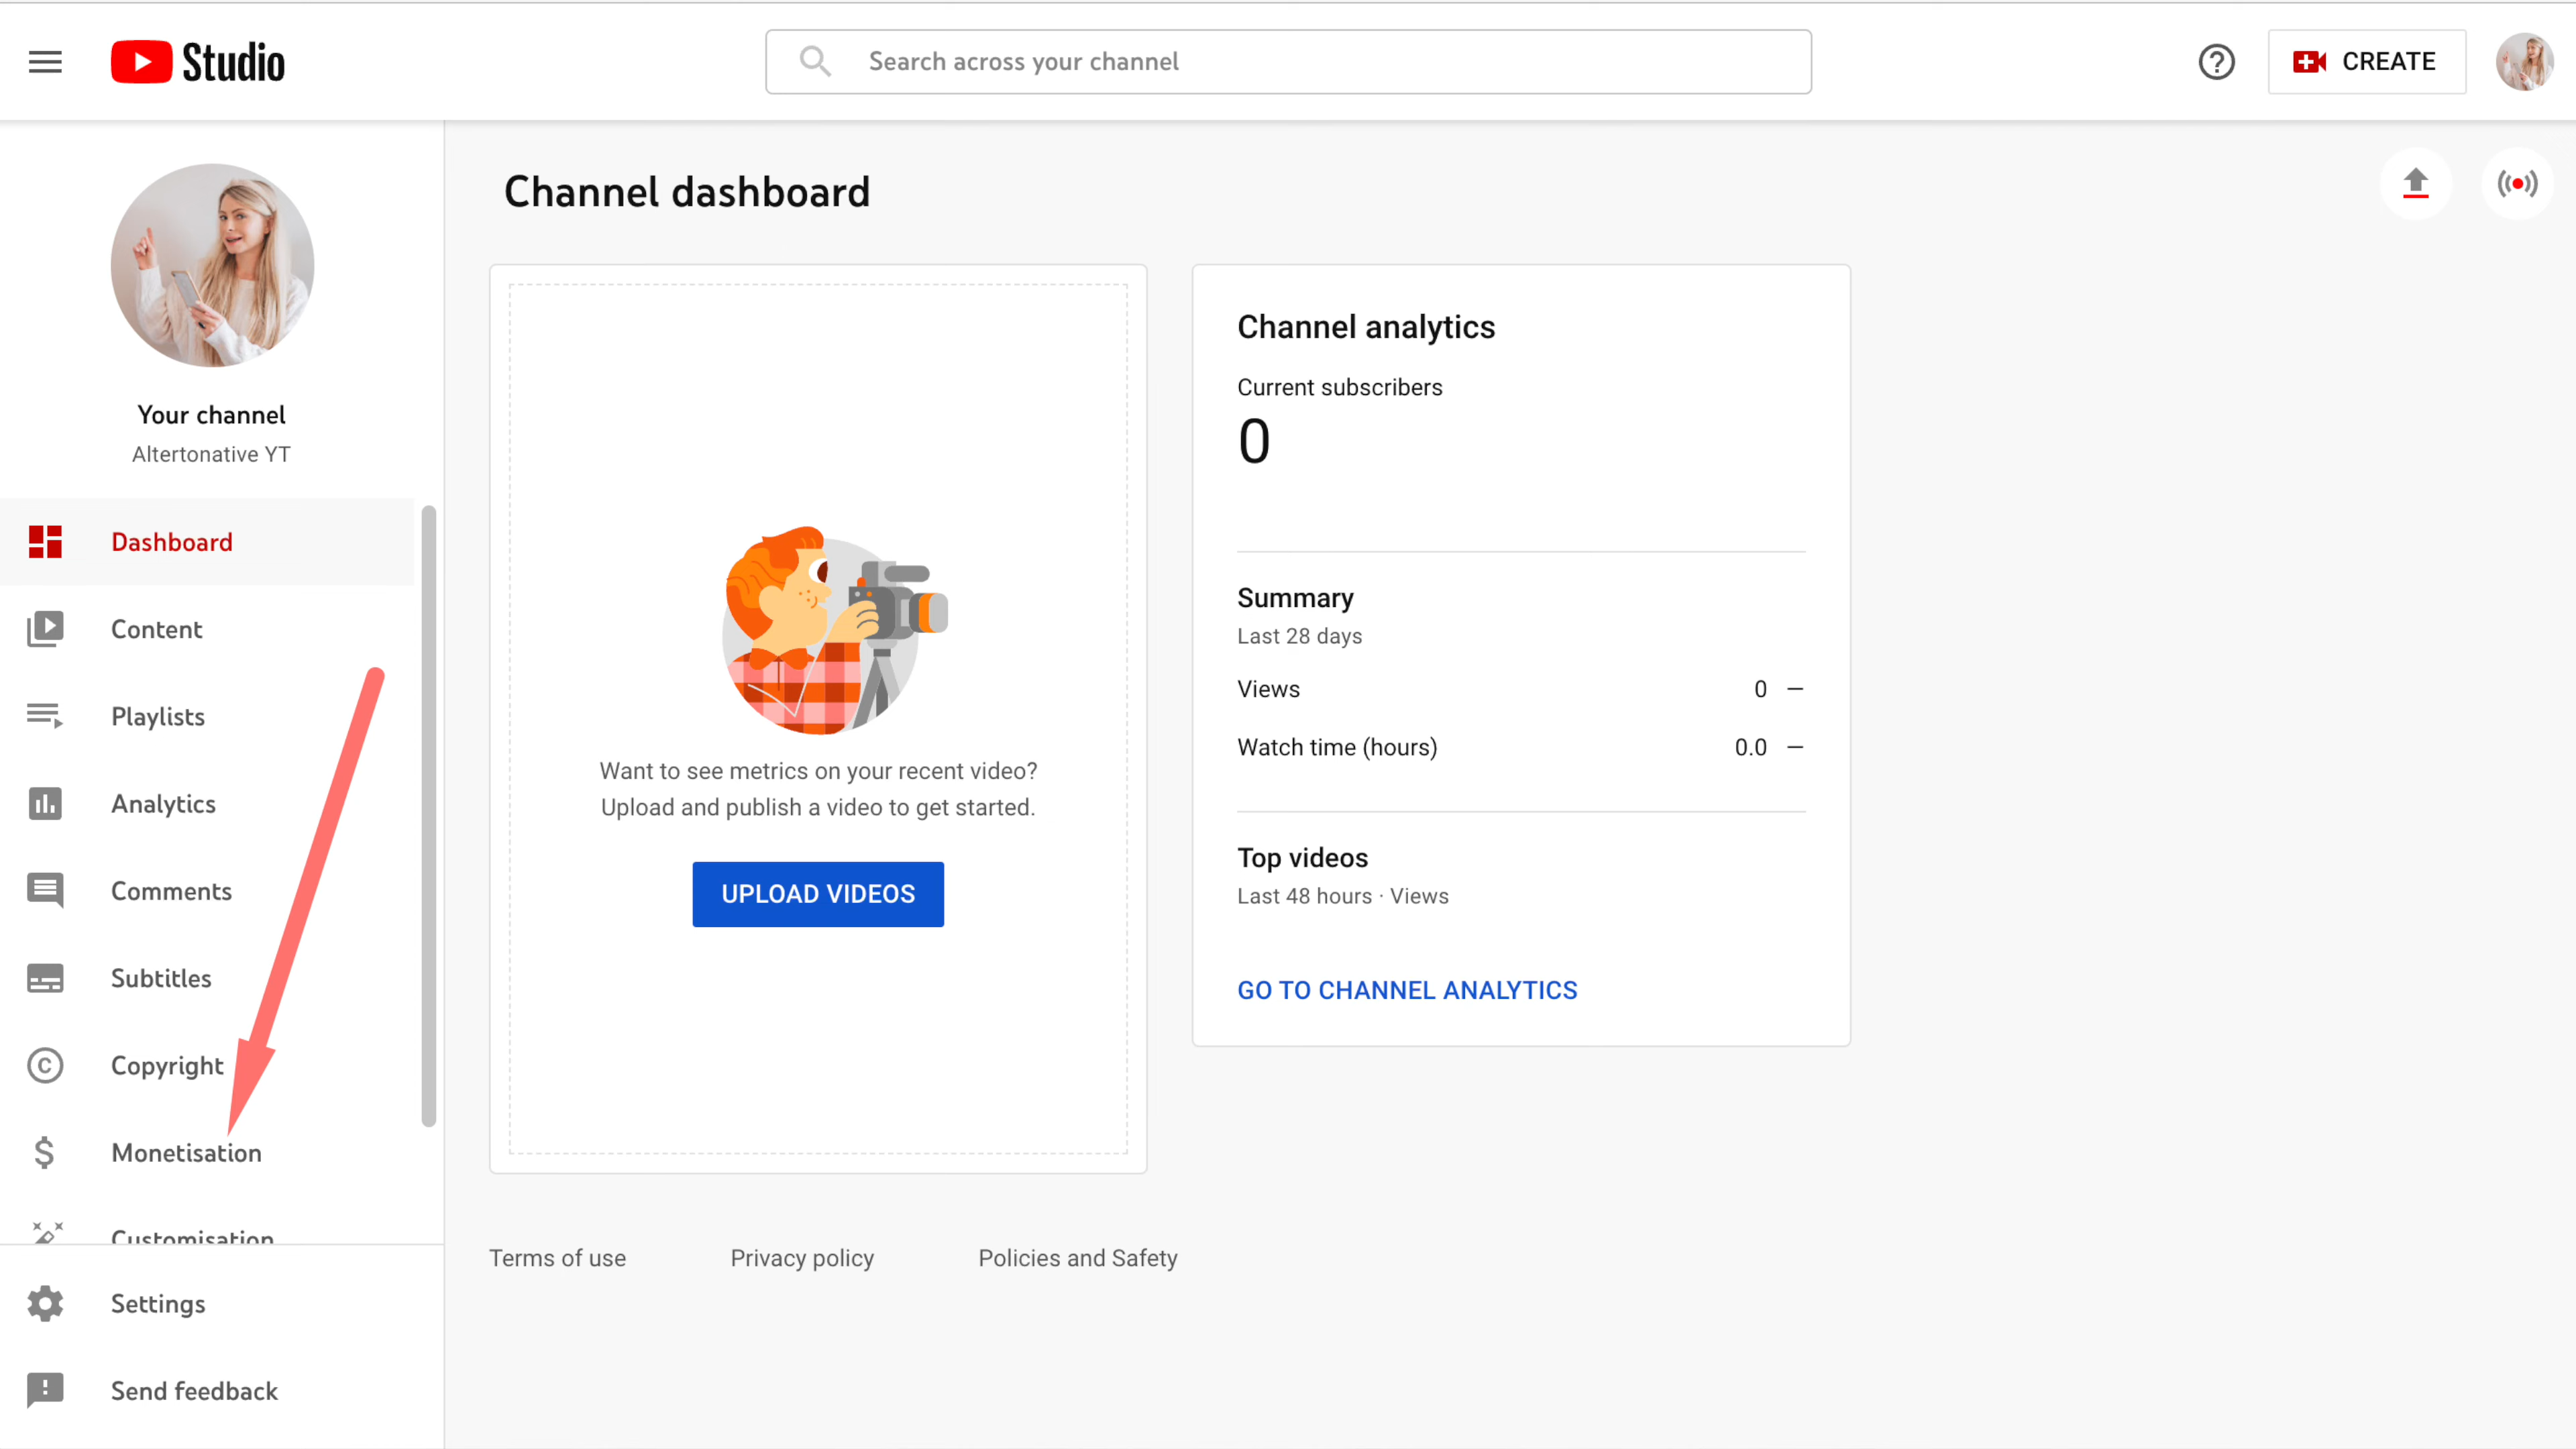 Studio
Search across your channel
CREATE
Your channel
Altertonative YT
Dashboard
Content
Playlists
Analytics
Comments
Subtitles
Copyright
Monetisation
Customisation
Settings
Send feedback
Channel dashboard
Want to see metrics on your recent video?
Upload and publish a video to get started.
UPLOAD VIDEOS
Channel analytics
Current subscribers
0
Summary
Last 28 days
Views 0 —
Watch time (hours) 0.0 —
Top videos
Last 48 hours · Views
GO TO CHANNEL ANALYTICS
Terms of use Privacy policy Policies and Safety